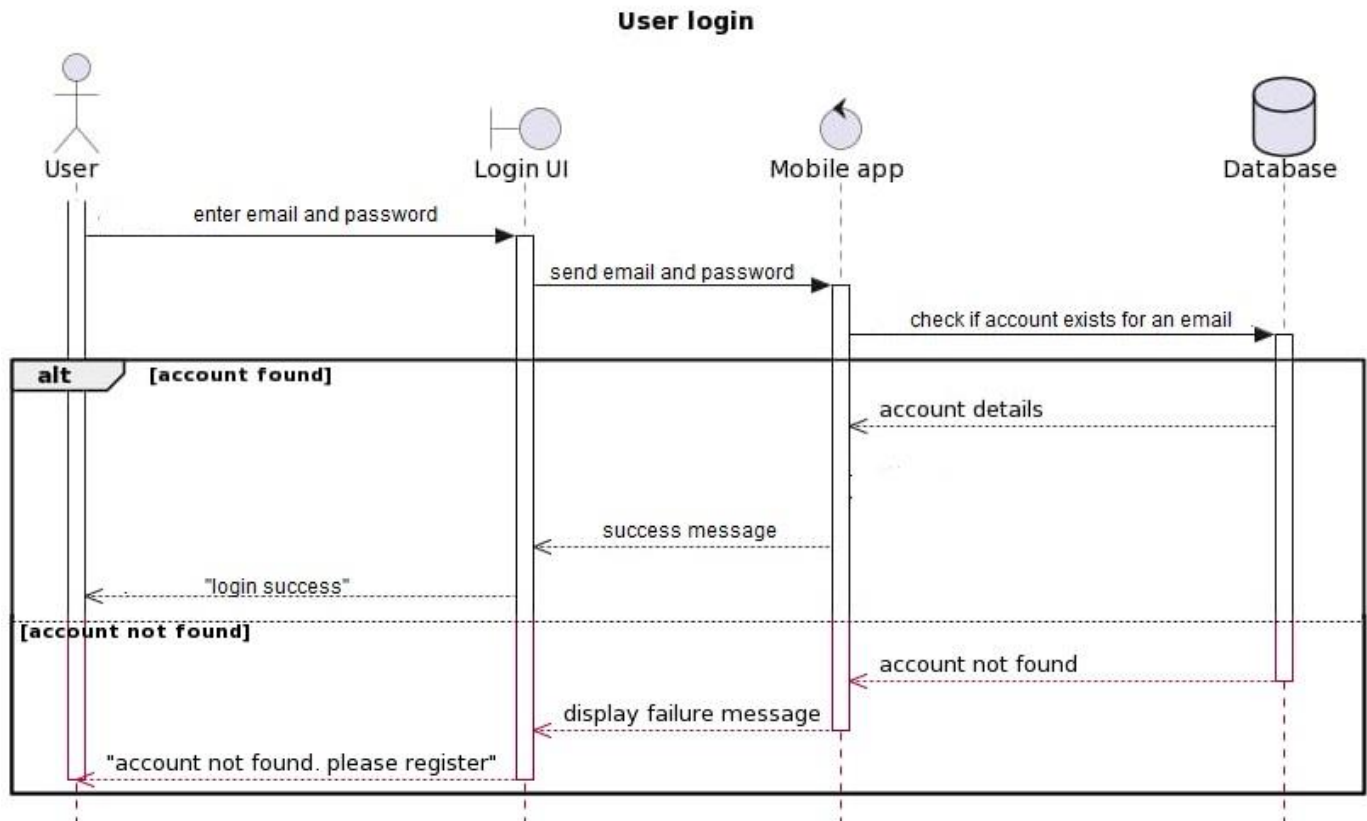 User login
User
Login UI
Mobile app
Database
enter email and password
send email and password
check if account exists for an email
alt
[account found]
account details
success message
"login success"
[account not found]
account not found
display failure message
"account not found. please register"